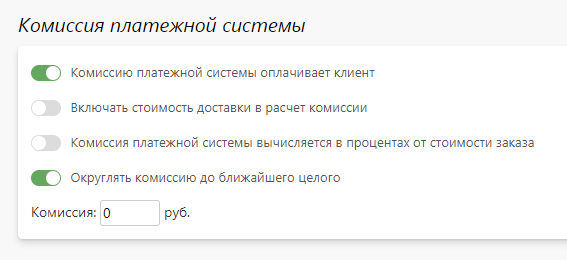 Комиссия платежной системы
Комиссию платежной системы оплачивает клиент
Включать стоимость доставки в расчет комиссии
Комиссия платежной системы вычисляется в процентах от стоимости заказа
Округлять комиссию до ближайшего целого
Комиссия: 0 руб.